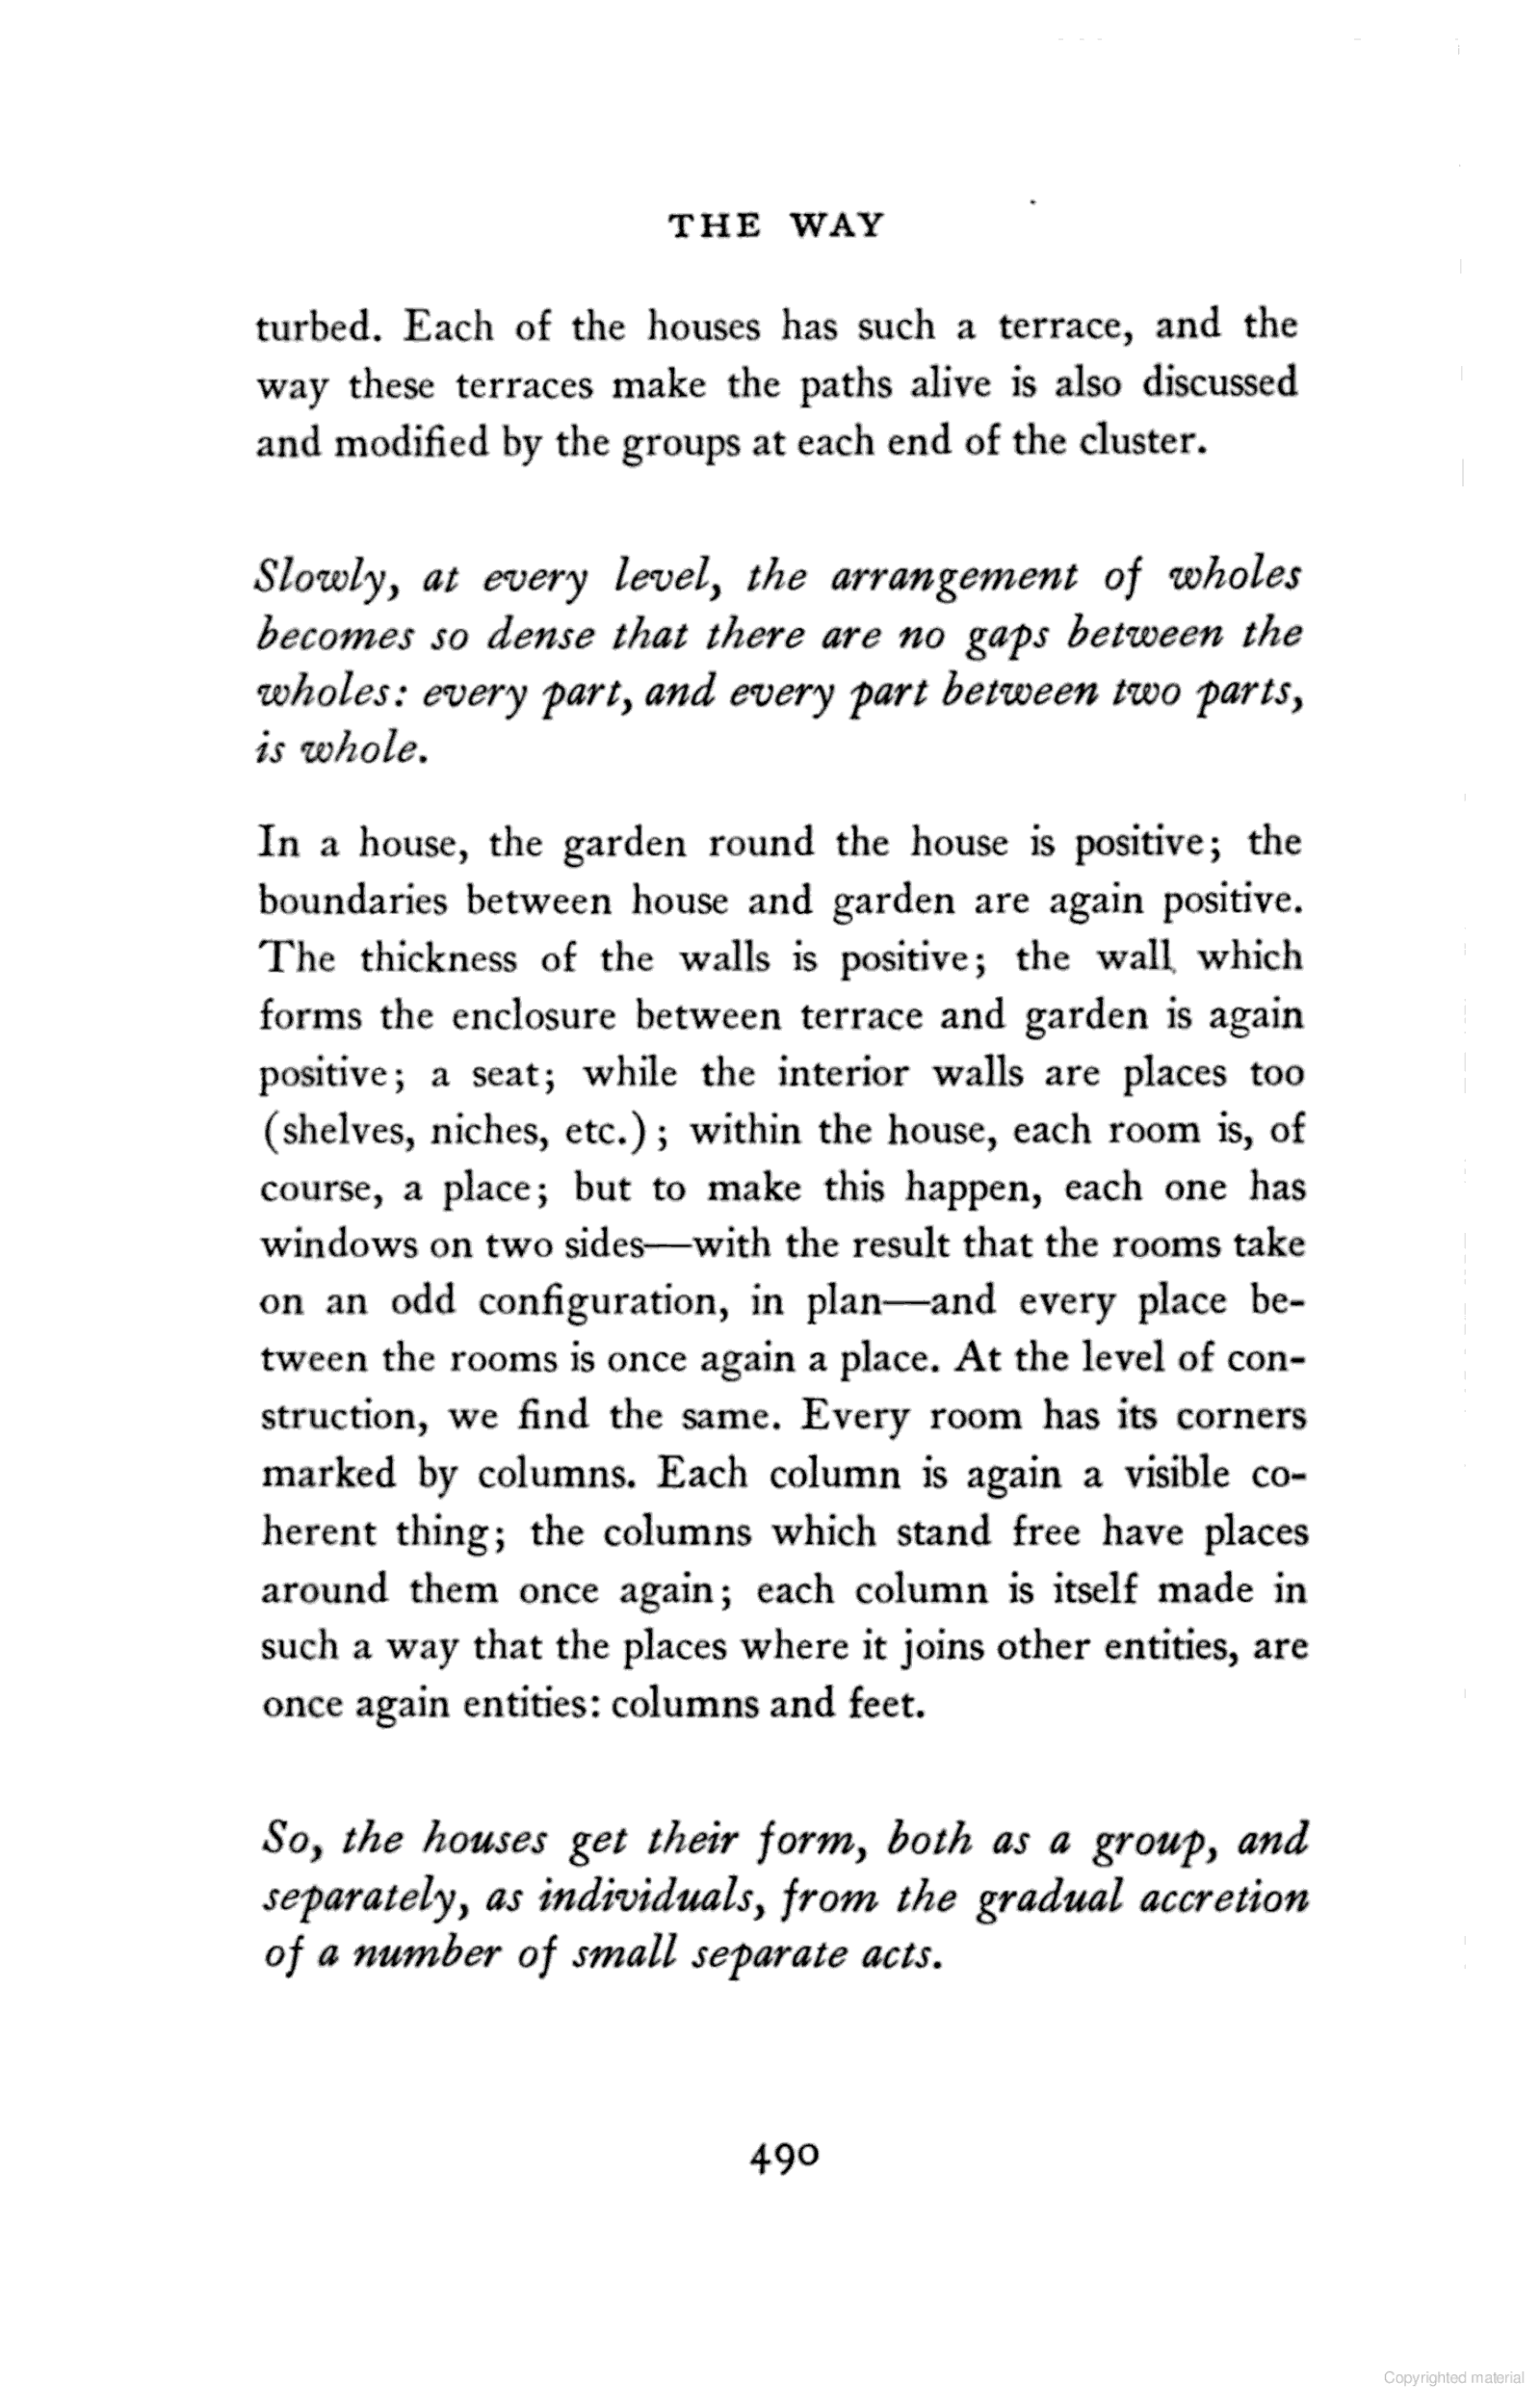 THE WAY
turbed. Each of the houses has such a terrace, and the
way these terraces make the paths alive is also discussed
and modified by the groups at each end of the cluster.
Slowly, at every level, the arrangement of wholes
becomes so dense that there are no gaps between the
wholes: every part, and every part between two parts,
is whole.
In a house, the garden round the house is positive; the
boundaries between house and garden are again positive.
The thickness of the walls is positive; the wall which
forms the enclosure between terrace and garden is again
positive; a seat; while the interior walls are places too
(shelves, niches, etc.); within the house, each room is, of
course, a place; but to make this happen, each one has
windows on two sides—with the result that the rooms take
on an odd configuration, in plan—and every place be-
tween the rooms is once again a place. At the level of con-
struction, we find the same. Every room has its corners
marked by columns. Each column is again a visible co-
herent thing; the columns which stand free have places
around them once again; each column is itself made in
such a way that the places where it joins other entities, are
once again entities: columns and feet.
So, the houses get their form, both as a group, and
separately, as individuals, from the gradual accretion
of a number of small separate acts.
490
Copyrighted material